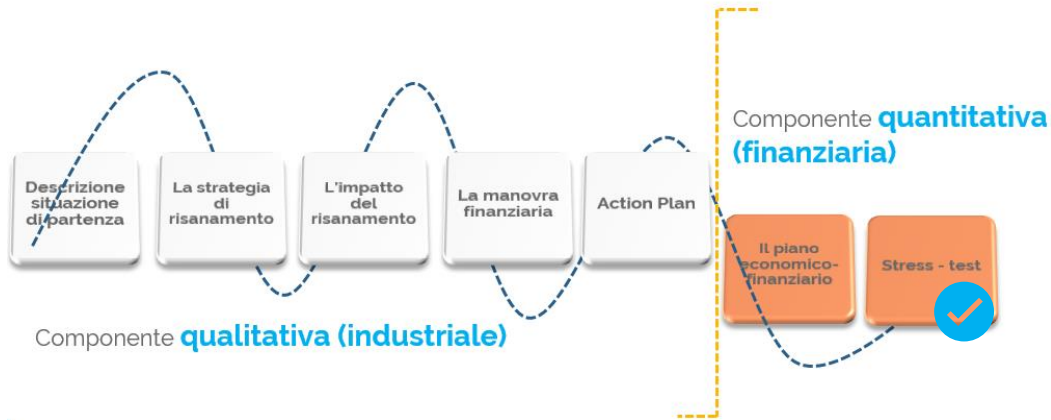 Descrizione
situazione
di partenza
La strategia
di
risanamento
L'impatto
del
risanamento
La manovra
finanziaria
Action Plan
Componente quantitativa
(finanziaria)
Il piano
economico-
finanziario
Stress - test
Componente qualitativa (industriale)